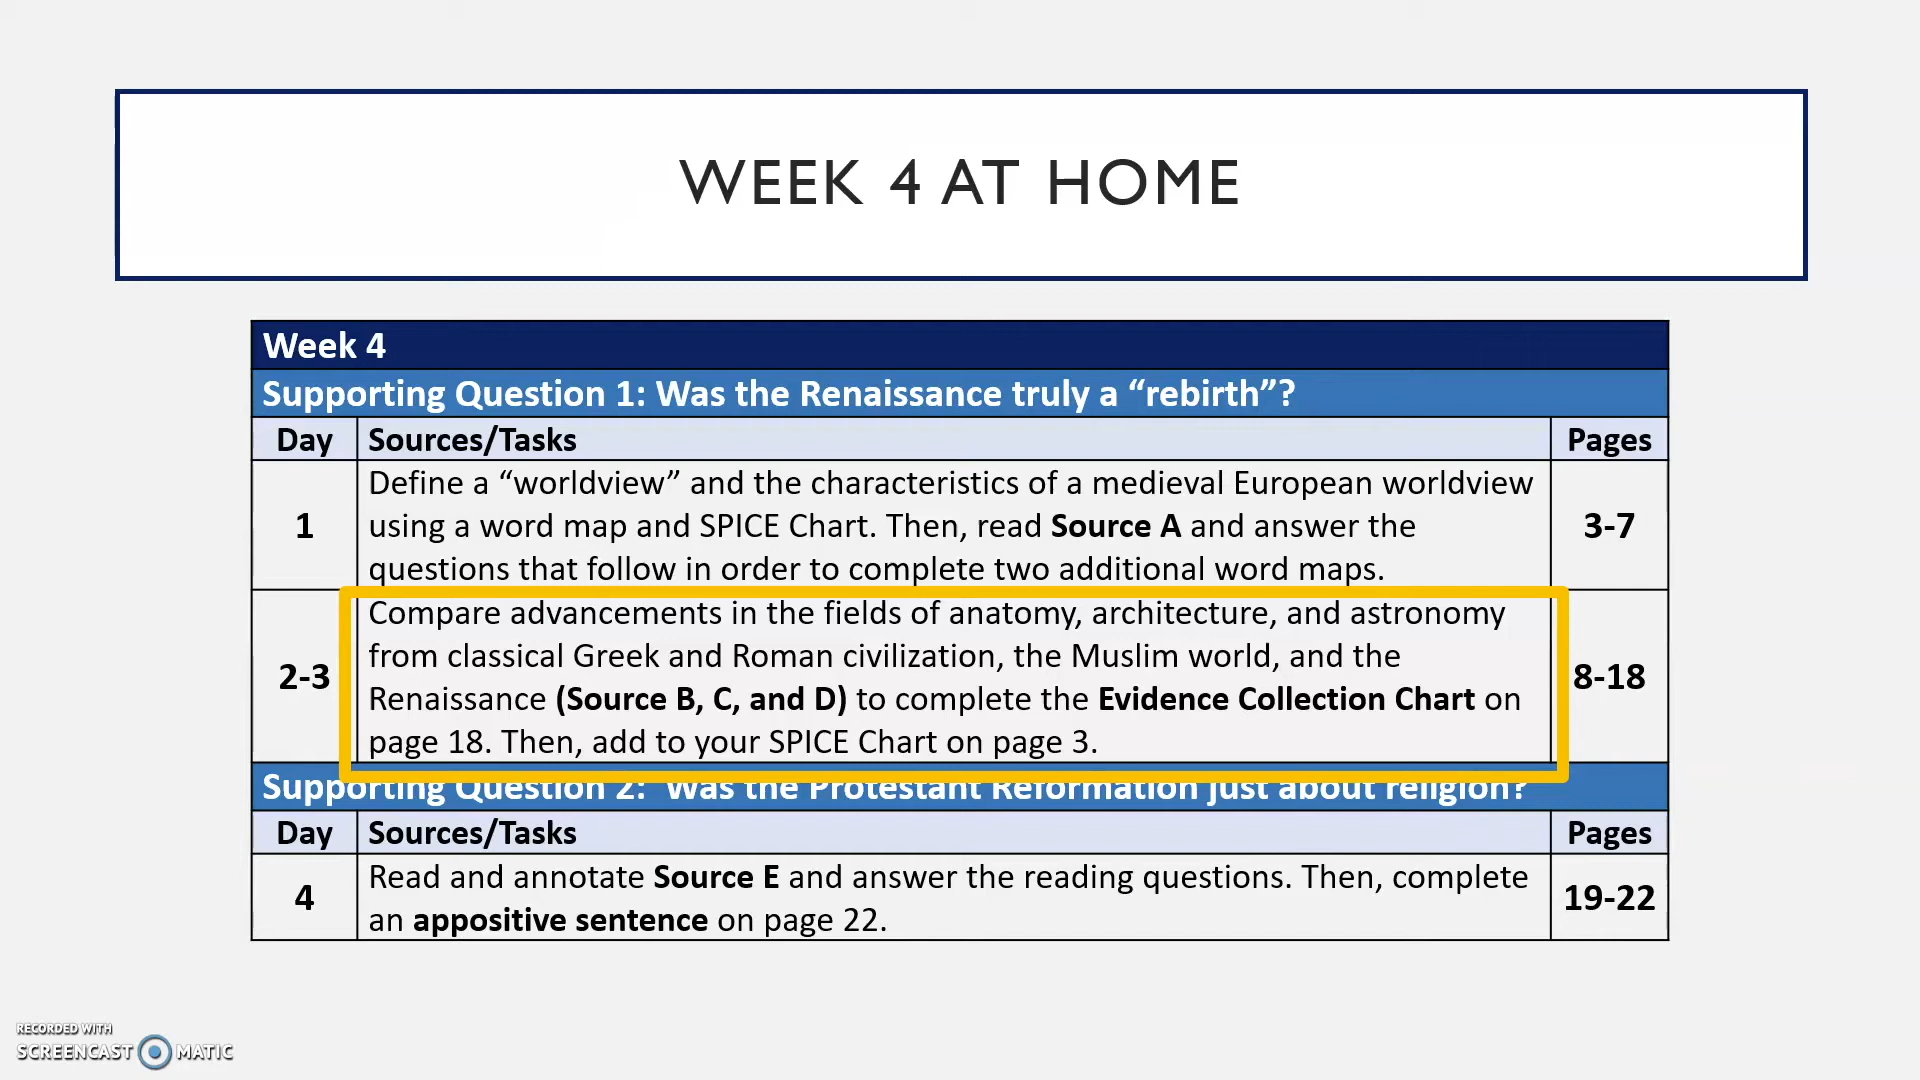 WEEK 4 AT HOME
Week 4
Supporting Question 1: Was the Renaissance truly a “rebirth”?
Day Sources/Tasks Pages
Define a “worldview” and the characteristics of a medieval European worldview
1 using a word map and SPICE Chart. Then, read Source A and answer the 3-7
questions that follow in order to complete two additional word maps.
Compare advancements in the fields of anatomy, architecture, and astronomy
from classical Greek and Roman civilization, the Muslim world, and the
2-3 8-18
Renaissance (Source B, C, and D) to complete the Evidence Collection Chart on
page 18. Then, add to your SPICE Chart on page 3.
Supporting Question 2: Was the Protestant Reformation just about religion?
Day Sources/Tasks Pages
Read and annotate Source E and answer the reading questions. Then, complete
4 19-22
an appositive sentence on page 22.
RECORDED WITH
SCREENCAST MATIC